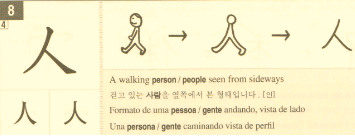 8
4
人
人 人
人
A walking person / people seen from sideways
걷고 있는 사람을 옆쪽에서 본 형태입니다. [인]
Formato de uma pessoa / gente andando, vista de lado
Una persona / gente caminando vista de perfil